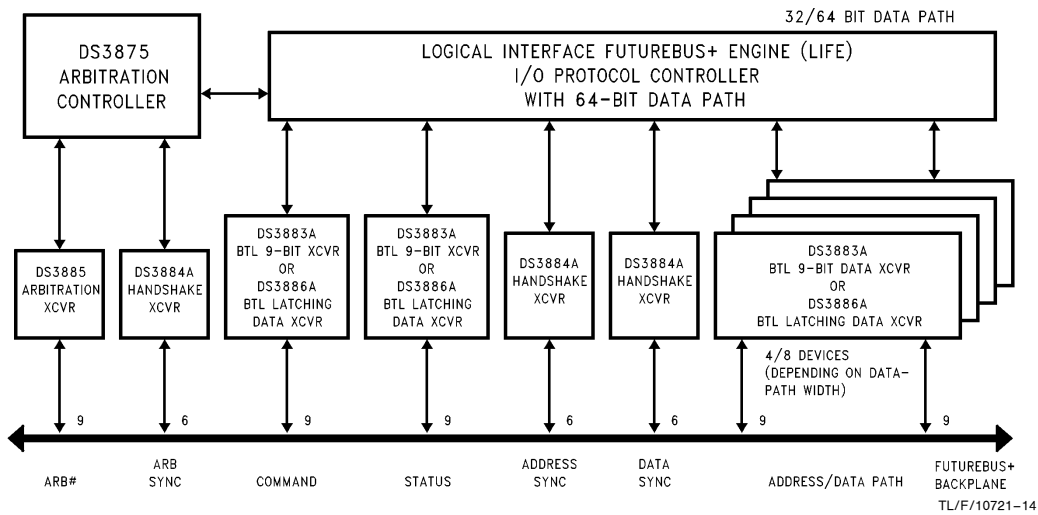 32/64 BIT DATA PATH
DS3875
ARBITRATION
CONTROLLER
LOGICAL INTERFACE FUTUREBUS+ ENGINE (LIFE)
I/O PROTOCOL CONTROLLER
WITH 64-BIT DATA PATH
DS3885
ARBITRATION
XCVR
DS3884A
HANDSHAKE
XCVR
DS3883A
BTL 9-BIT XCVR
OR
DS3886A
BTL LATCHING
DATA XCVR
DS3883A
BTL 9-BIT XCVR
OR
DS3886A
BTL LATCHING
DATA XCVR
DS3884A
HANDSHAKE
XCVR
DS3884A
HANDSHAKE
XCVR
DS3883A
BTL 9-BIT DATA XCVR
OR
DS3886A
BTL LATCHING DATA XCVR
4/8 DEVICES
(DEPENDING ON DATA-
PATH WIDTH)
9
6
9
9
6
6
9
9
ARB#
ARB
SYNC
COMMAND
STATUS
ADDRESS
SYNC
DATA
SYNC
ADDRESS/DATA PATH
FUTUREBUS+
BACKPLANE
TL/F/10721-14